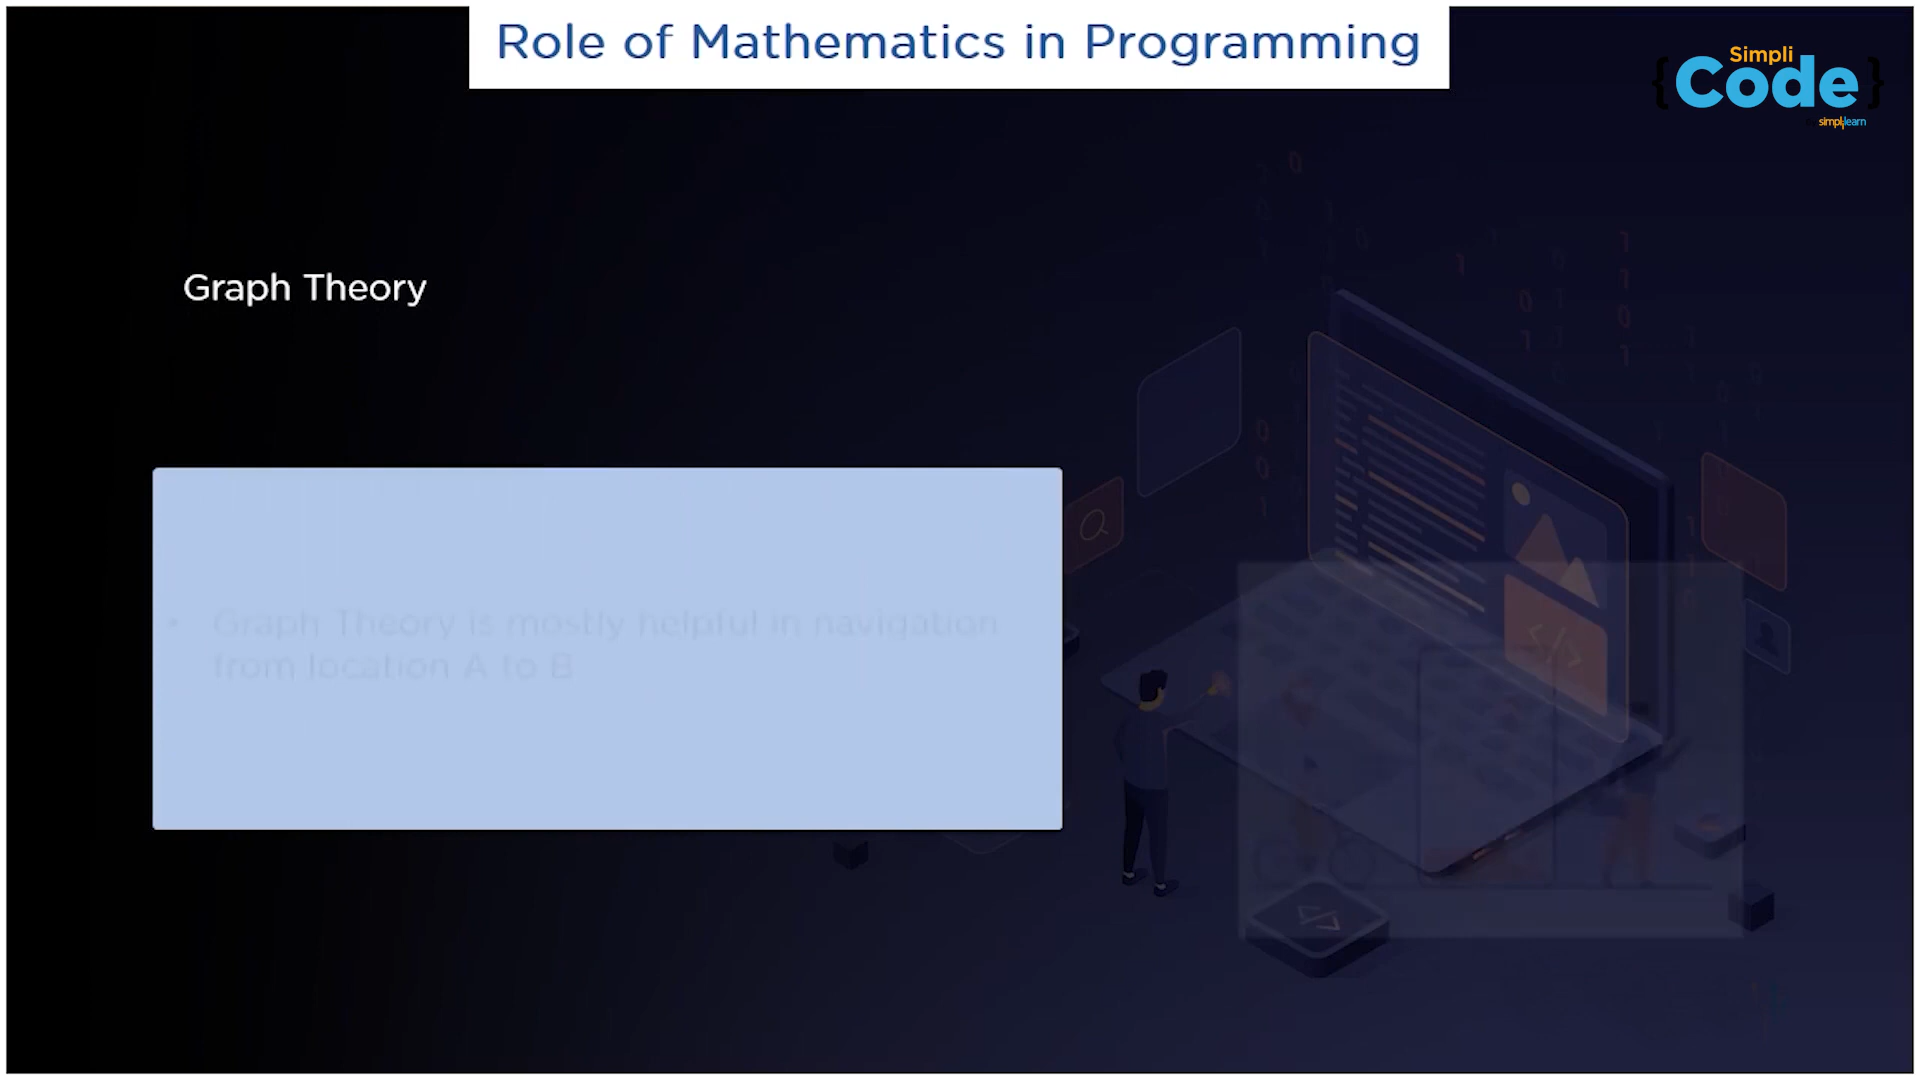 Role of Mathematics in Programming
Simpli
{ Code }
simplilearn
Graph Theory
• Graph Theory is mostly helpful in navigation
from location A to B